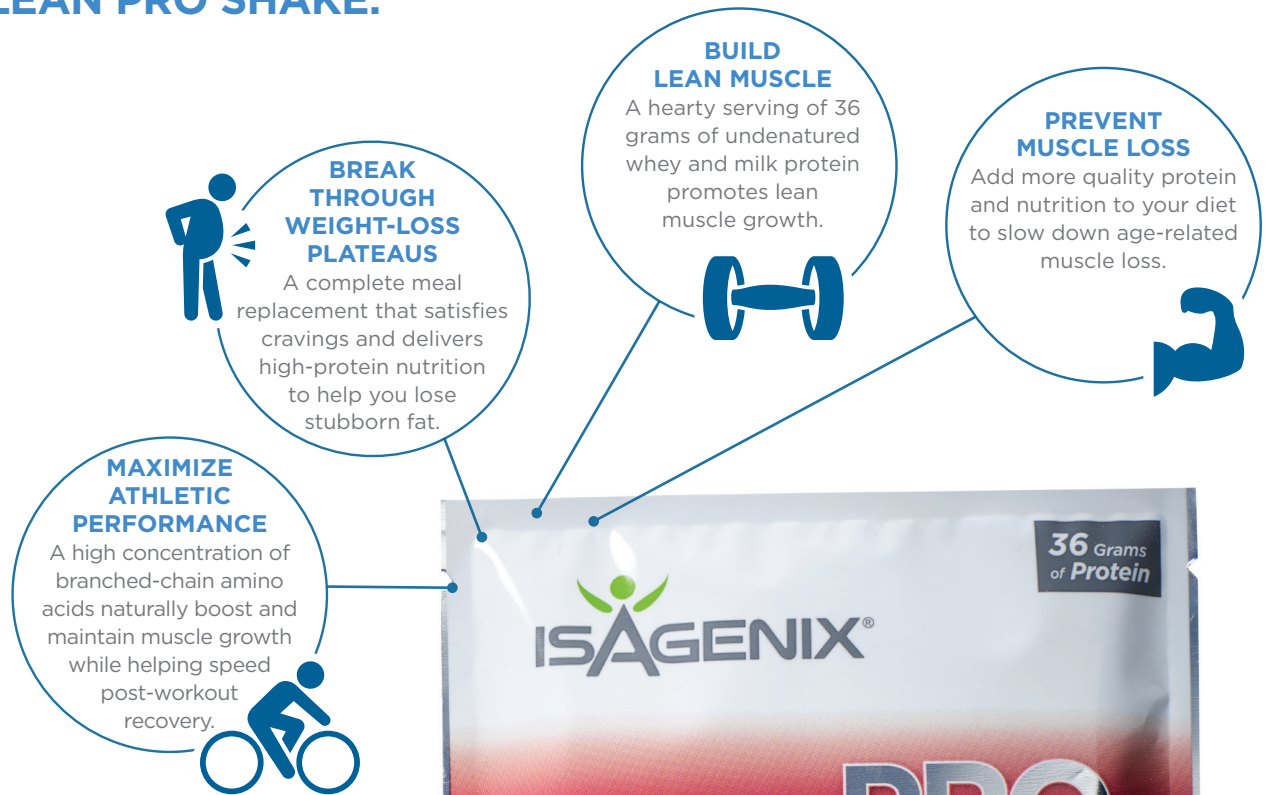 LEAN PRO SHAKE.
BUILD
LEAN MUSCLE
A hearty serving of 36
grams of undenatured
whey and milk protein
promotes lean
muscle growth.
PREVENT
MUSCLE LOSS
Add more quality protein
and nutrition to your diet
to slow down age-related
muscle loss.
BREAK
THROUGH
WEIGHT-LOSS
PLATEAUS
A complete meal
replacement that satisfies
cravings and delivers
high-protein nutrition
to help you lose
stubborn fat.
MAXIMIZE
ATHLETIC
PERFORMANCE
A high concentration of
branched-chain amino
acids naturally boost and
maintain muscle growth
while helping speed
post-workout
recovery.
36 Grams
of Protein
ISAGENIX®
PRO